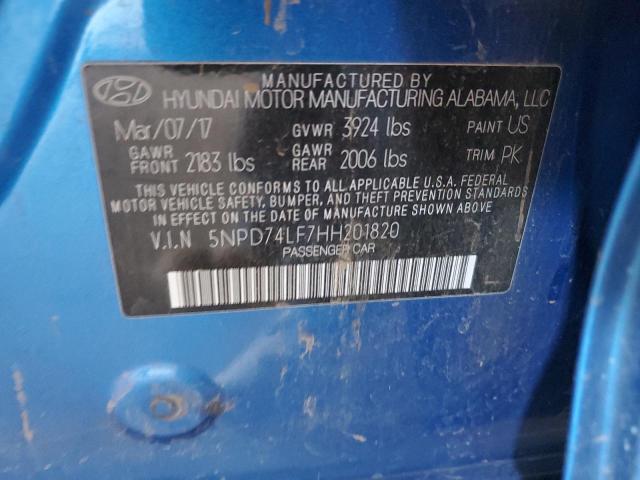 MANUFACTURED BY
HYUNDAI MOTOR MANUFACTURING ALABAMA, LLC
Mar/07/17 GVWR 3924 lbs PAINT US
GAWR FRONT 2183 lbs GAWR REAR 2006 lbs TRIM PK
THIS VEHICLE CONFORMS TO ALL APPLICABLE U.S.A. FEDERAL
MOTOR VEHICLE SAFETY, BUMPER, AND THEFT PREVENTION STANDARDS
IN EFFECT ON THE DATE OF MANUFACTURE SHOWN ABOVE
V.I.N 5NPD74LF7HH201820
PASSENGER CAR